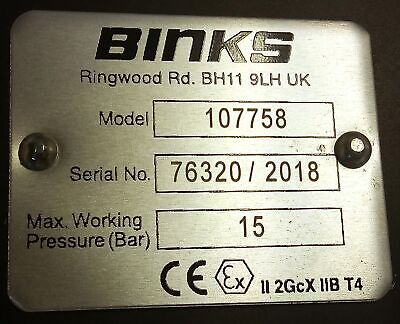 BINKS
Ringwood Rd. BH11 9LH UK
Model 107758
Serial No. 76320 / 2018
Max. Working
Pressure (Bar) 15
CE Ex II 2GcX IIB T4